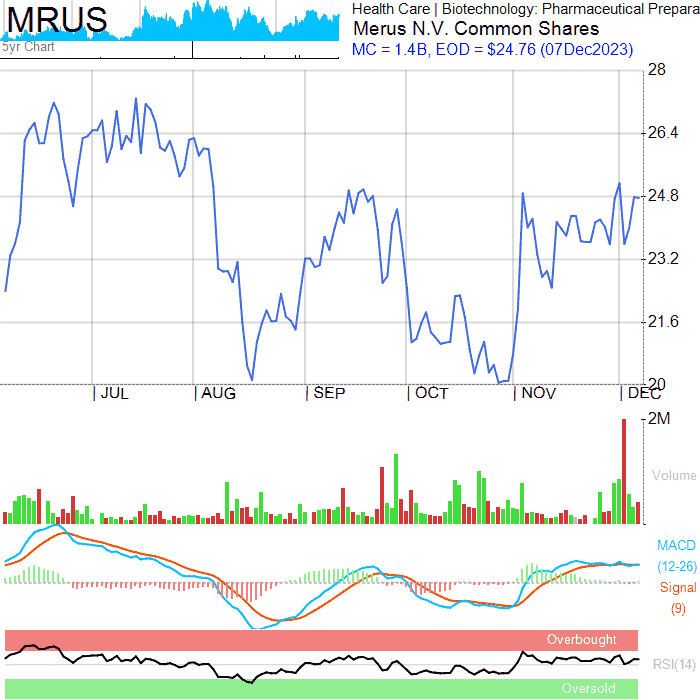 MRUS
5yr Chart
Health Care | Biotechnology: Pharmaceutical Prepara
Merus N.V. Common Shares
MC = 1.4B, EOD = $24.76 (07Dec2023)
28
26.4
24.8
23.2
21.6
20
JUL
AUG
SEP
OCT
NOV
DEC
2M
Volume
MACD
(12-26)
Signal
(9)
Overbought
RSI(14)
Oversold